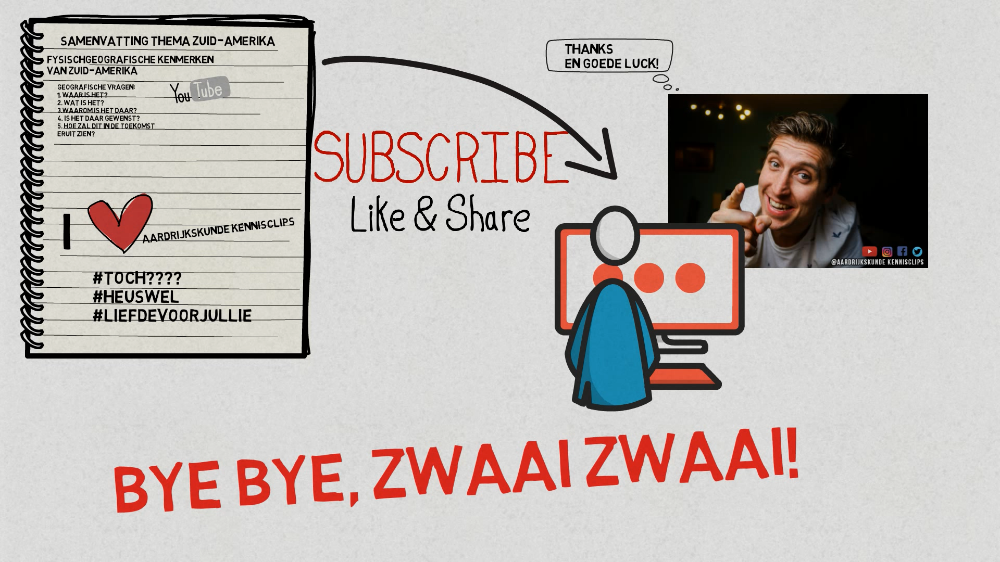 SAMENVATTING THEMA ZUID-AMERIKA
FYSISCHGEOGRAFISCHE KENMERKEN
VAN ZUID-AMERIKA
GEOGRAFISCHE VRAGEN:
1. WAAR IS HET?
2. WAT IS HET?
3. WAAROM IS HET DAAR?
4. IS HET DAAR GEWENST?
5. HOE ZAL DIT IN DE TOEKOMST
ERUIT ZIEN?
YouTube
I
AARDRIJKSKUNDE KENNISCLIPS
#TOCH????
#HEUSWEL
#LIEFDEVOORJULLIE
SUBSCRIBE
Like & Share
THANKS
EN GOEDE LUCK!
@AARDRIJKSKUNDE KENNISCLIPS
BYE BYE, ZWAAI ZWAAI!